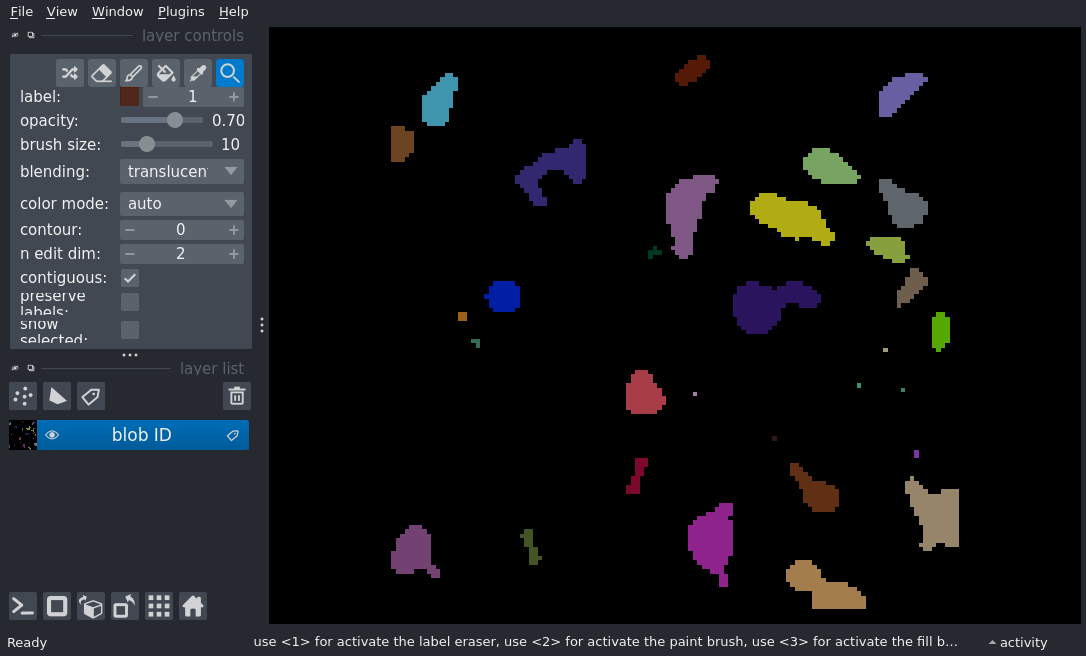 File View Window Plugins Help
layer controls
label: 1
opacity: 0.70
brush size: 10
blending: translucen
color mode: auto
contour: 0
n edit dim: 2
contiguous:
preserve
labels:
show
selected:
layer list
blob ID
Ready use <1> for activate the label eraser, use <2> for activate the paint brush, use <3> for activate the fill b... activity